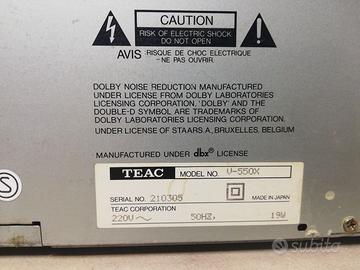 CAUTION
RISK OF ELECTRIC SHOCK
DO NOT OPEN
AVIS RISQUE DE CHOC ELECTRIQUE
-NE PAS OUVRIR
DOLBY NOISE REDUCTION MANUFACTURED
UNDER LICENSE FROM DOLBY LABORATORIES
LICENSING CORPORATION, "DOLBY" AND THE
DOUBLE-D SYMBOL ARE TRADEMARKS OF
DOLBY LABORATORIES LICENSING CORPORATION.
UNDER LICENSE OF STAAR S.A., BRUXELLES, BELGIUM
MANUFACTURED UNDER dbx® LICENSE
TEAC MODEL NO. V-550X
SERIAL NO. 210305 MADE IN JAPAN
TEAC CORPORATION
220V~ 50HZ, 19W
2
subito